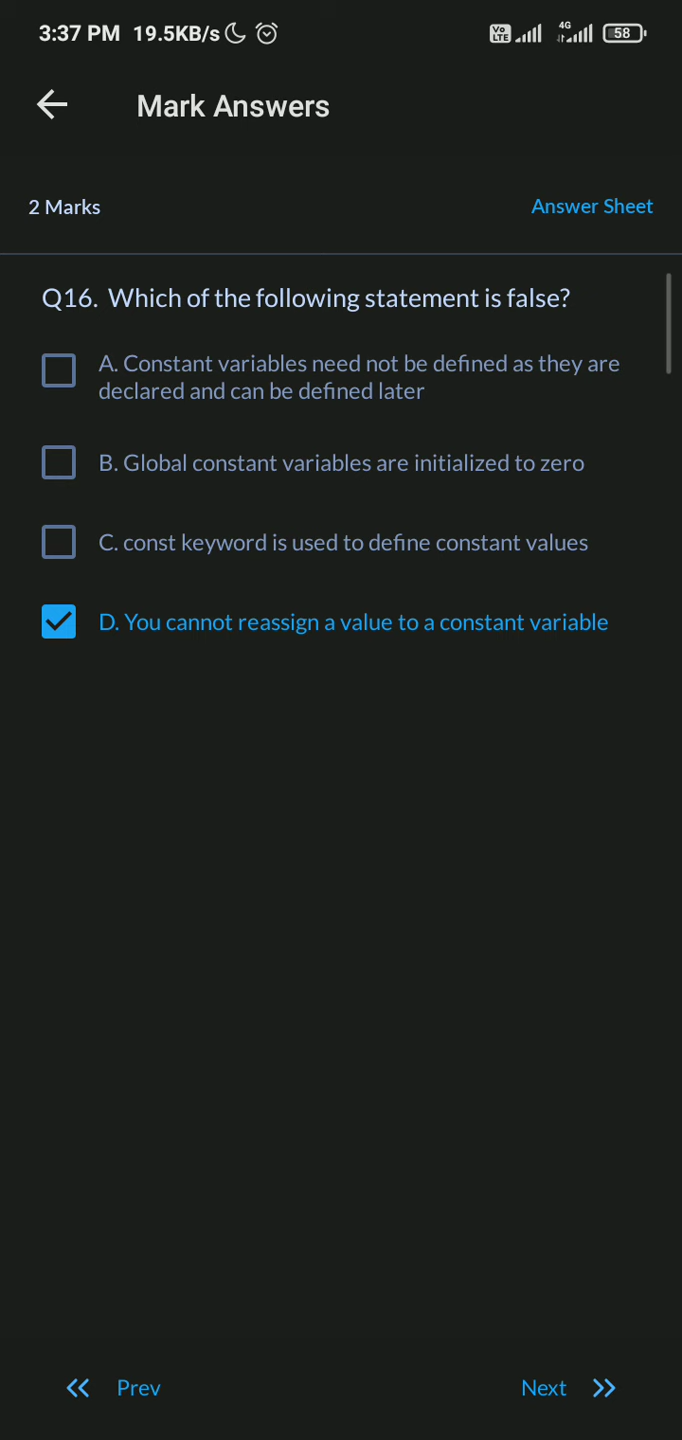 3:37 PM 19.5KB/s Vo LTE 4G 58
Mark Answers
2 Marks Answer Sheet
Q16. Which of the following statement is false?
A. Constant variables need not be defined as they are
declared and can be defined later
B. Global constant variables are initialized to zero
C. const keyword is used to define constant values
D. You cannot reassign a value to a constant variable
Prev Next